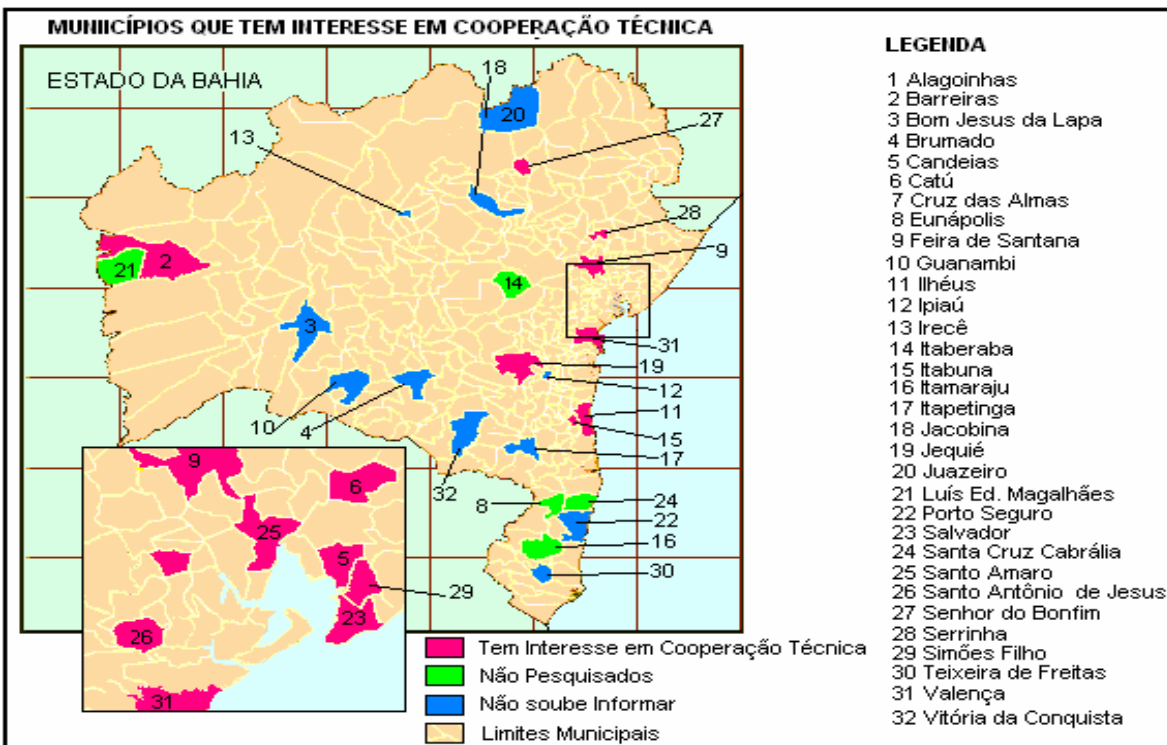 MUNIICÍPIOS QUE TEM INTERESSE EM COOPERAÇÃO TÉCNICA
ESTADO DA BAHIA
18
20
27
13
28
9
2
21
14
3
31
19
12
11
10
4
15
17
32
8
24
22
16
30
9
6
25
5
29
23
26
31
Tem Interesse em Cooperação Técnica
Não Pesquisados
Não soube Informar
Limites Municipais
LEGENDA
1 Alagoinhas
2 Barreiras
3 Bom Jesus da Lapa
4 Brumado
5 Candeias
6 Catú
7 Cruz das Almas
8 Eunápolis
9 Feira de Santana
10 Guanambi
11 Ilhéus
12 Ipiaú
13 Irecê
14 Itaberaba
15 Itabuna
16 Itamaraju
17 Itapetinga
18 Jacobina
19 Jequié
20 Juazeiro
21 Luís Ed. Magalhães
22 Porto Seguro
23 Salvador
24 Santa Cruz Cabrália
25 Santo Amaro
26 Santo Antônio de Jesus
27 Senhor do Bonfim
28 Serrinha
29 Simões Filho
30 Teixeira de Freitas
31 Valença
32 Vitória da Conquista